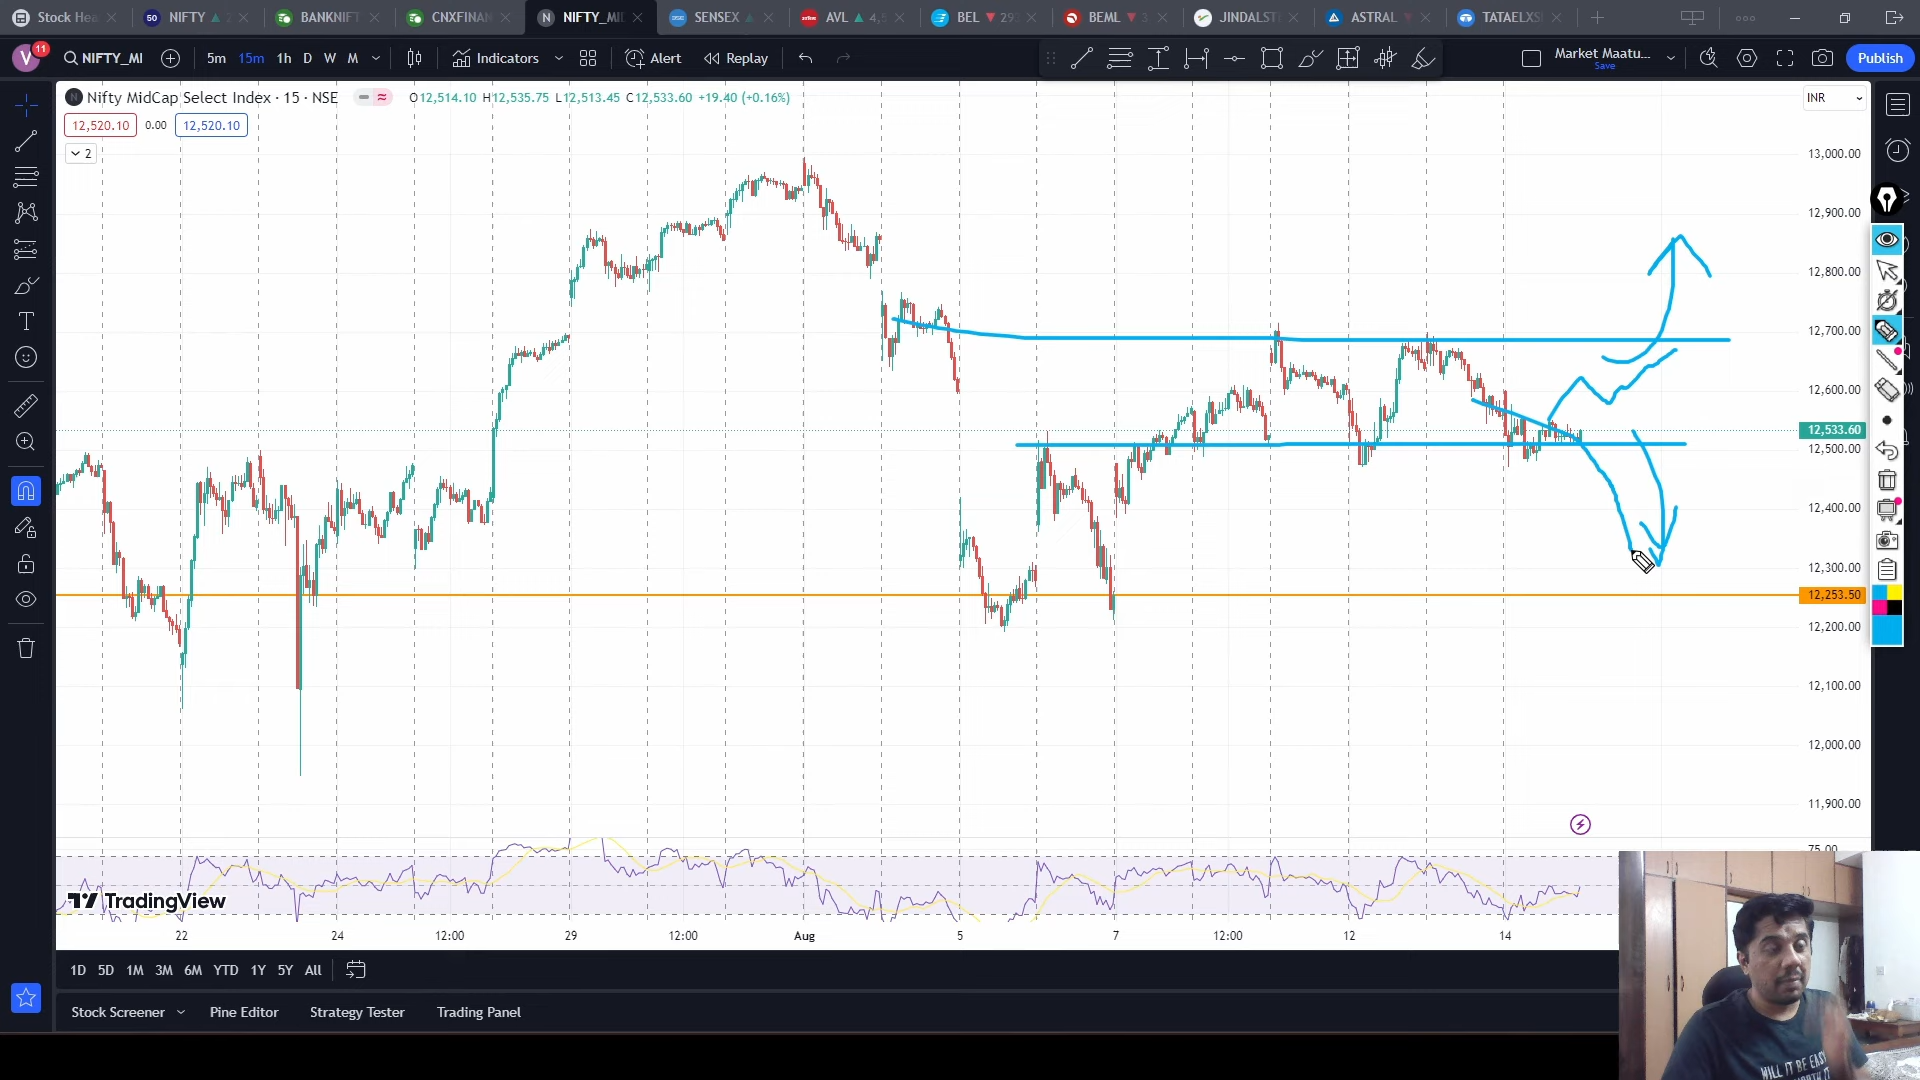 Stock Hea
NIFTY
BANKNIFT
CNXFINAN
NIFTY_MI
SENSEX
AVL
BEL
BEML
JINDALST
ASTRAL
TATAELXS
V
11
NIFTY_MI
5m 15m 1h D W M
Indicators
Alert
Replay
Market Maatu...
Save
Publish
Nifty MidCap Select Index · 15 · NSE
O12,514.10 H12,535.75 L12,513.45 C12,533.60 +19.40 (+0.16%)
INR
12,520.10 0.00 12,520.10
2
13,000.00
12,900.00
12,800.00
12,700.00
12,600.00
12,533.60
12,500.00
12,400.00
12,300.00
12,253.50
12,200.00
12,100.00
12,000.00
11,900.00
75.00
TradingView
22 24 12:00 29 12:00 Aug 5 7 12:00 12 14
1D 5D 1M 3M 6M YTD 1Y 5Y All
Stock Screener
Pine Editor
Strategy Tester
Trading Panel
WILL IT BE EASY